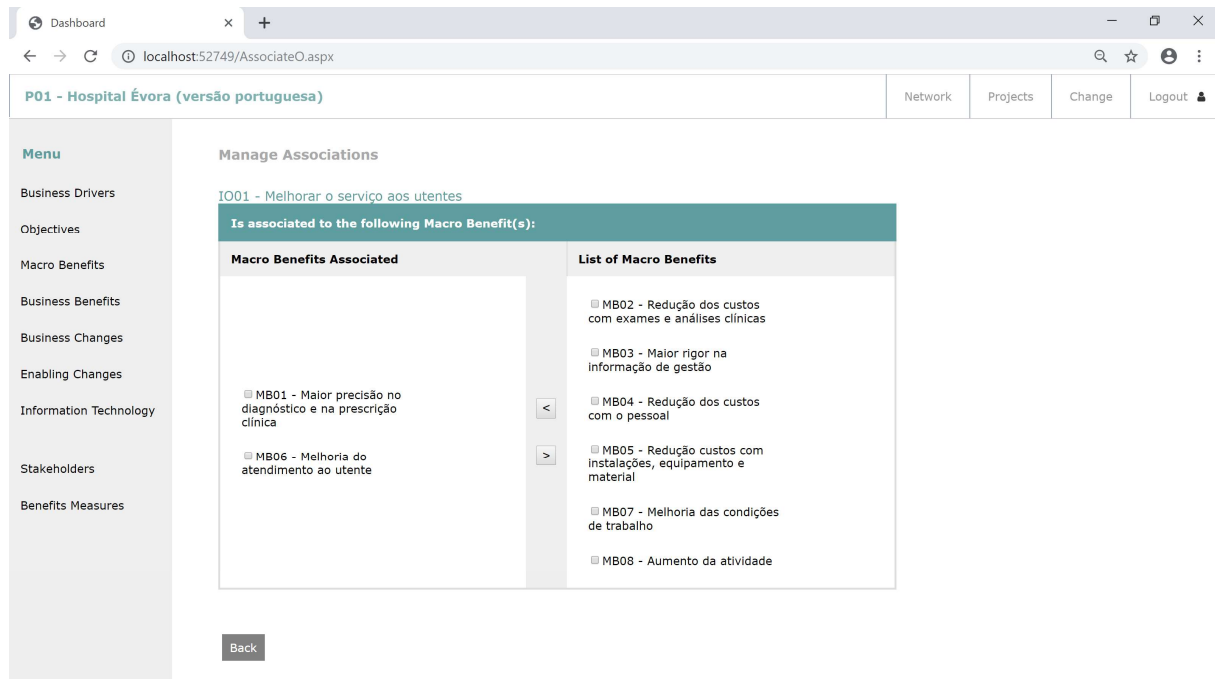 Dashboard
localhost:52749/AssociateO.aspx
P01 - Hospital Évora (versão portuguesa)
Network
Projects
Change
Logout
Menu
Business Drivers
Objectives
Macro Benefits
Business Benefits
Business Changes
Enabling Changes
Information Technology
Stakeholders
Benefits Measures
Manage Associations
IO01 - Melhorar o serviço aos utentes
Is associated to the following Macro Benefit(s):
Macro Benefits Associated
MB01 - Maior precisão no
diagnóstico e na prescrição
clínica
MB06 - Melhoria do
atendimento ao utente
<
>
List of Macro Benefits
MB02 - Redução dos custos
com exames e análises clínicas
MB03 - Maior rigor na
informação de gestão
MB04 - Redução dos custos
com o pessoal
MB05 - Redução custos com
instalações, equipamento e
material
MB07 - Melhoria das condições
de trabalho
MB08 - Aumento da atividade
Back